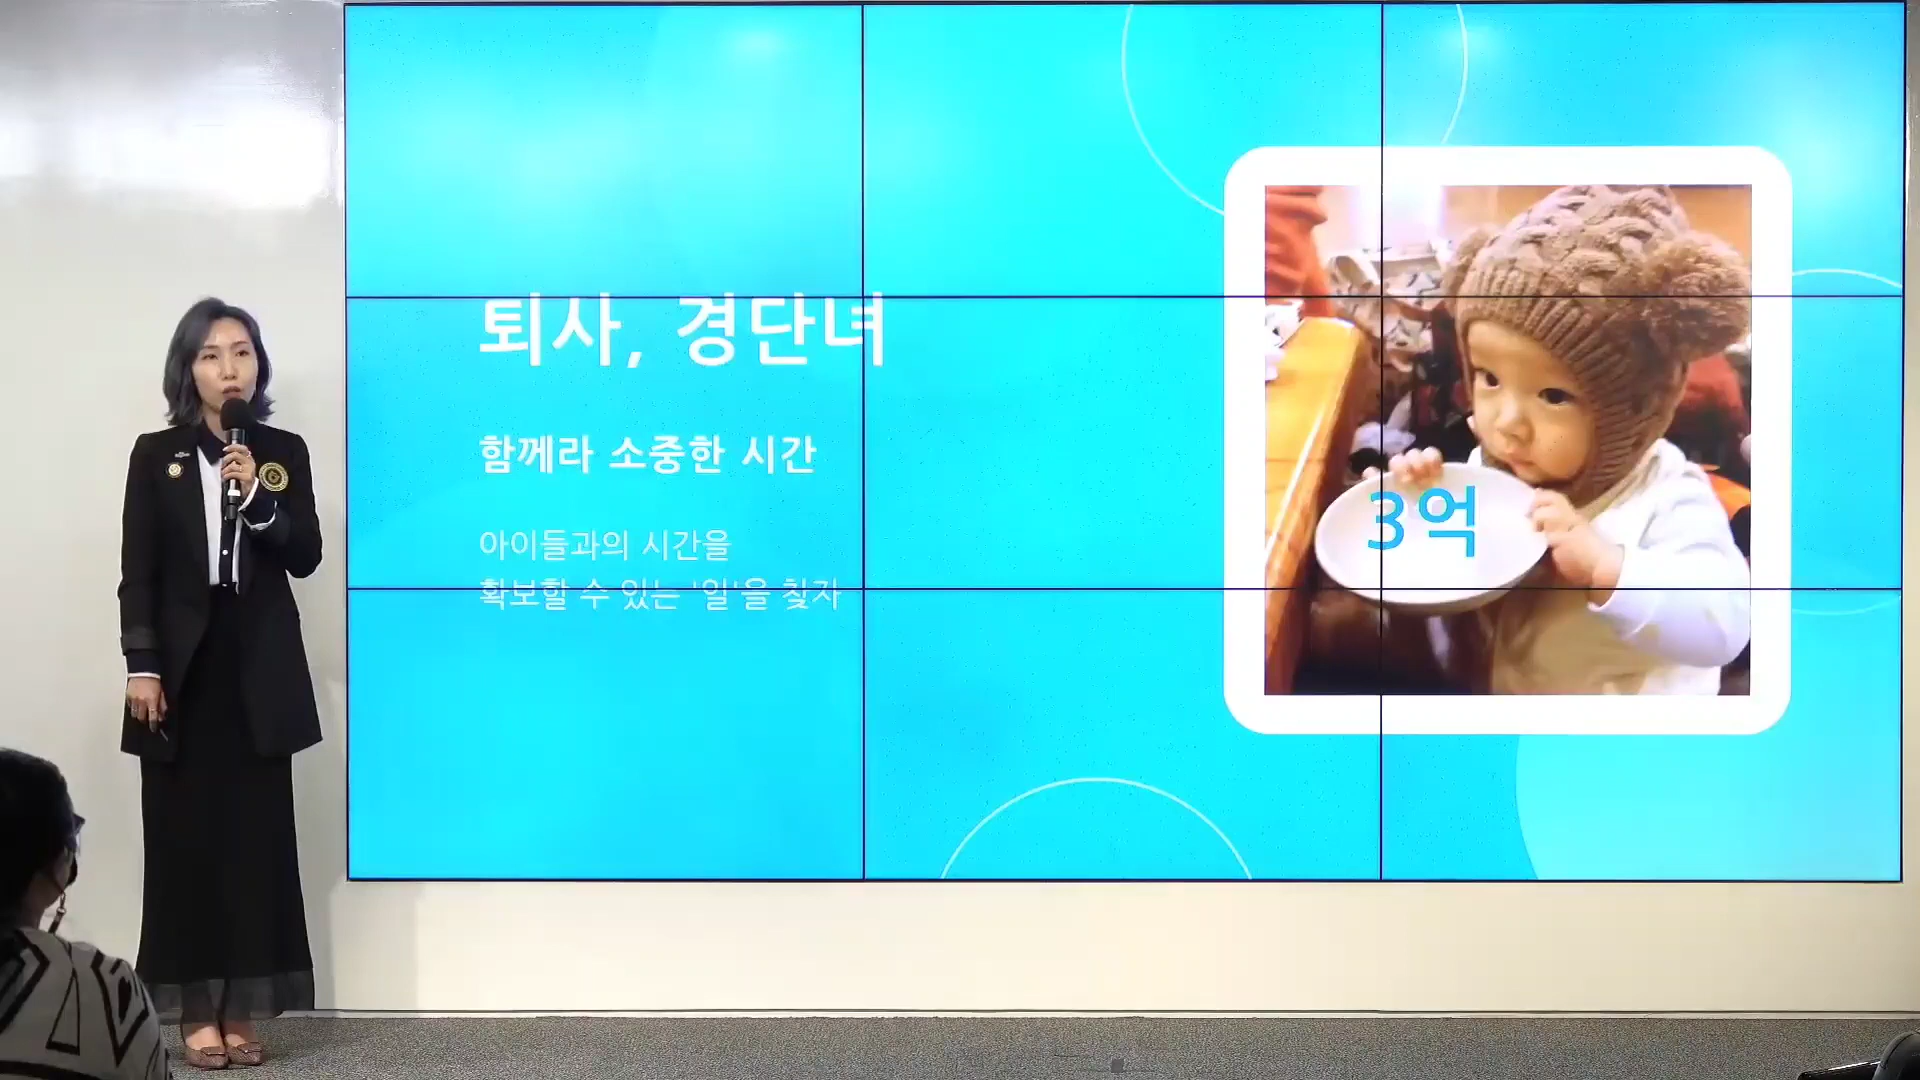 퇴사, 경단녀
함께라 소중한 시간
아이들과의 시간을
확보할 수 있는 '일'을 찾자
3억